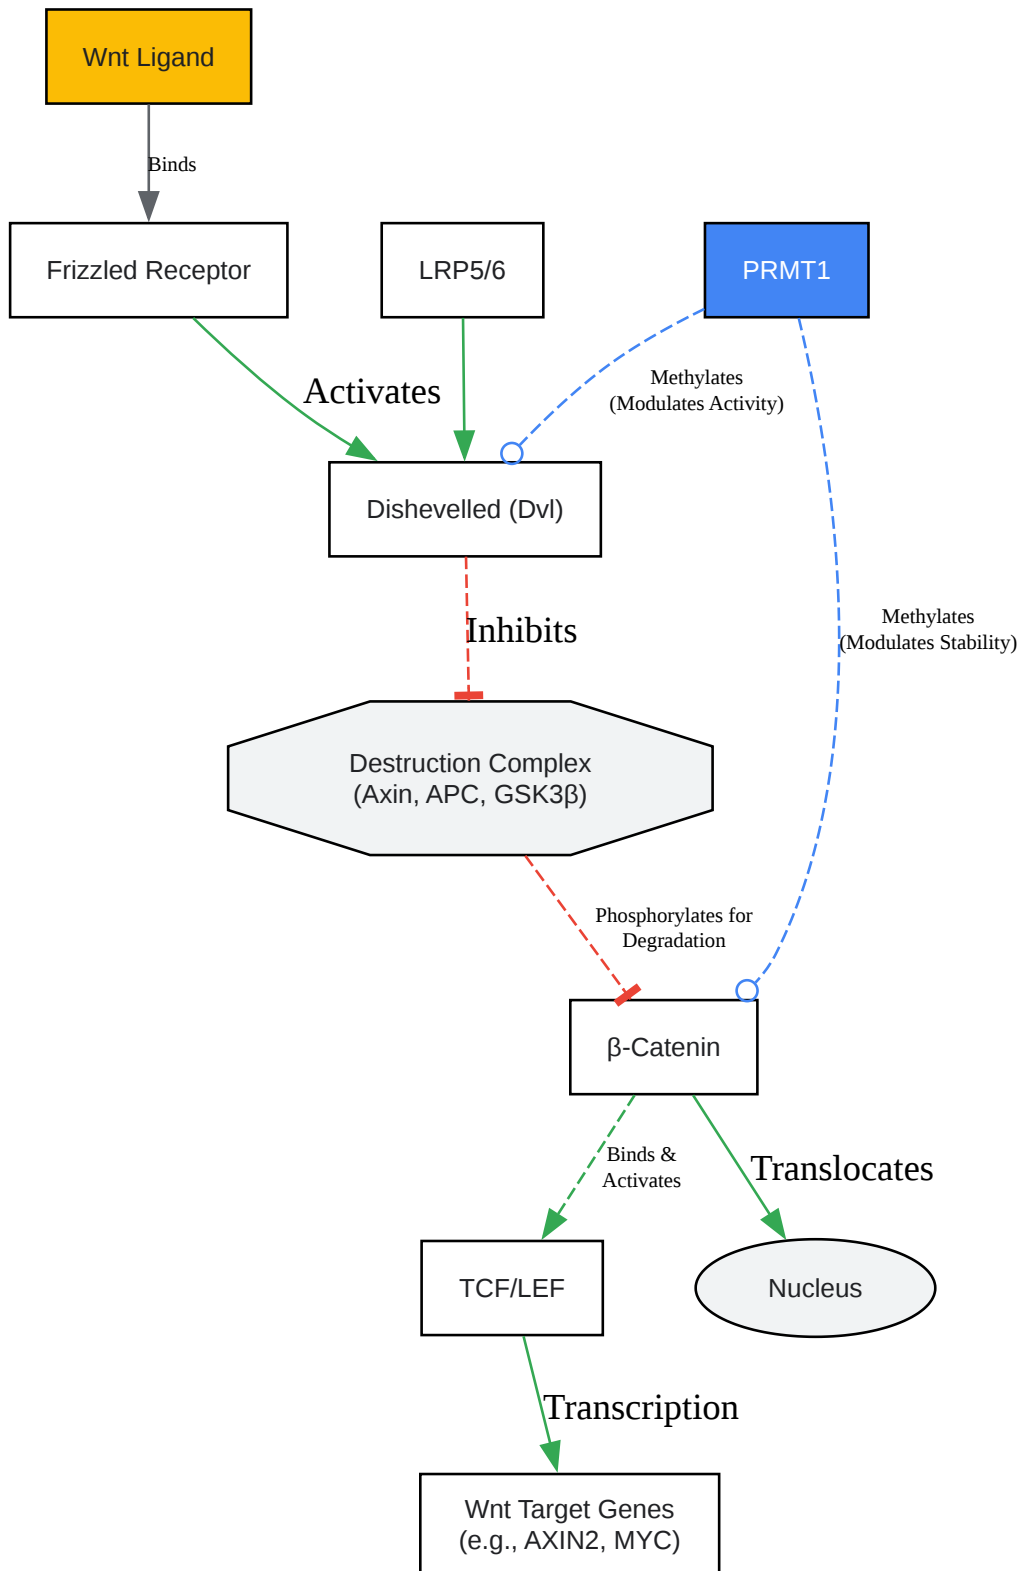 Wnt Ligand
Binds
Frizzled Receptor
LRP5/6
PRMT1
Activates
Methylates
(Modulates Activity)
Dishevelled (Dvl)
Inhibits
Methylates
(Modulates Stability)
Destruction Complex
(Axin, APC, GSK3β)
Phosphorylates for
Degradation
β-Catenin
Binds &
Activates
Translocates
TCF/LEF
Nucleus
Transcription
Wnt Target Genes
(e.g., AXIN2, MYC)